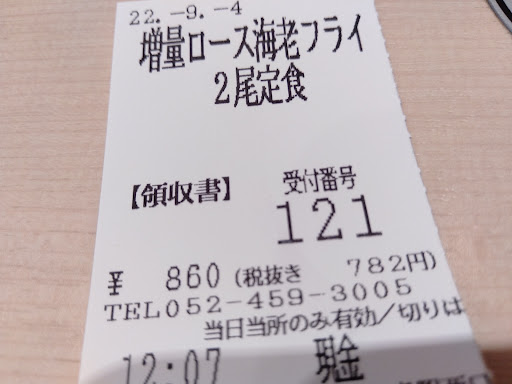 22.-9.-4
増量ロース海老フライ
2尾定食
【領収書】
受付番号
121
¥ 860(税抜き 782円)
TEL052-459-3005
当日当所のみ有効/切りは
12:07 現金